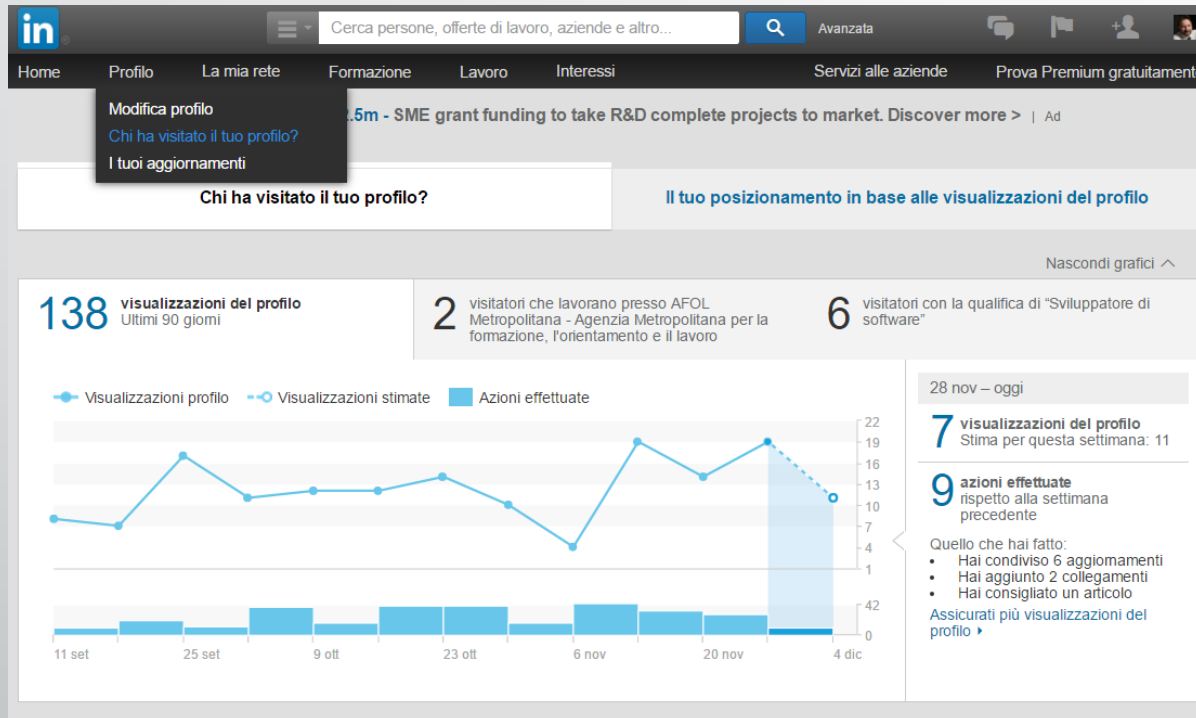 in
Cerca persone, offerte di lavoro, aziende e altro...
Avanzata
Home Profilo La mia rete Formazione Lavoro Interessi Servizi alle aziende Prova Premium gratuitament
Modifica profilo
Chi ha visitato il tuo profilo?
I tuoi aggiornamenti
.5m - SME grant funding to take R&D complete projects to market. Discover more > | Ad
Chi ha visitato il tuo profilo?
Il tuo posizionamento in base alle visualizzazioni del profilo
Nascondi grafici
138 visualizzazioni del profilo
Ultimi 90 giorni
2 visitatori che lavorano presso AFOL
Metropolitana - Agenzia Metropolitana per la
formazione, l'orientamento e il lavoro
6 visitatori con la qualifica di "Sviluppatore di
software"
Visualizzazioni profilo Visualizzazioni stimate Azioni effettuate
22
19
16
13
10
7
4
1
42
0
11 set 25 set 9 ott 23 ott 6 nov 20 nov 4 dic
28 nov – oggi
7 visualizzazioni del profilo
Stima per questa settimana: 11
9 azioni effettuate
rispetto alla settimana
precedente
Quello che hai fatto:
• Hai condiviso 6 aggiornamenti
• Hai aggiunto 2 collegamenti
• Hai consigliato un articolo
Assicurati più visualizzazioni del
profilo